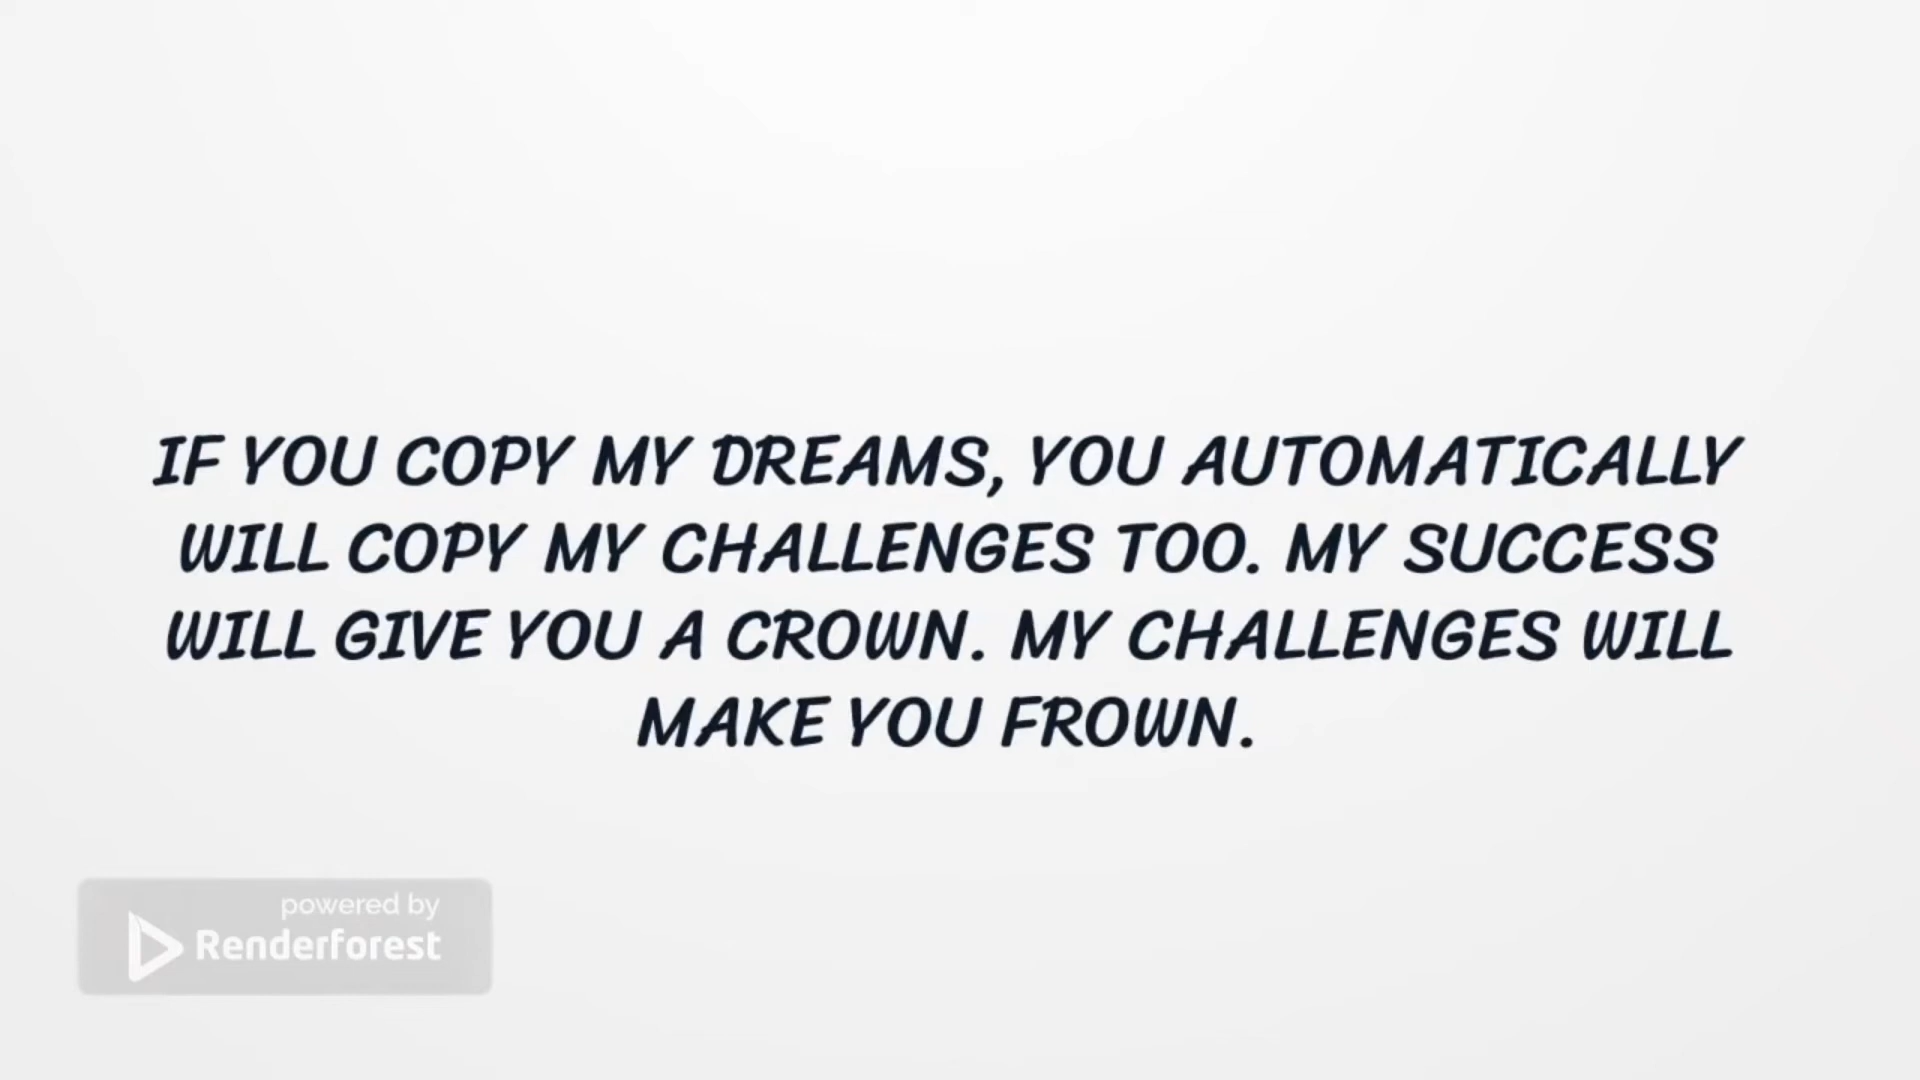 IF YOU COPY MY DREAMS, YOU AUTOMATICALLY
WILL COPY MY CHALLENGES TOO. MY SUCCESS
WILL GIVE YOU A CROWN. MY CHALLENGES WILL
MAKE YOU FROWN.
powered by
Renderforest